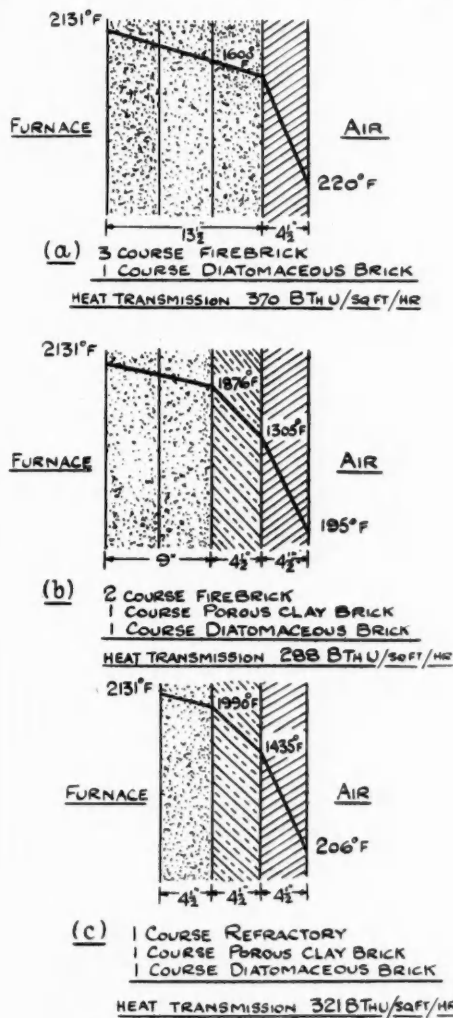 2131°F
1605°F
FURNACE
AIR
220°F
13½"
4½"
(a) 3 COURSE FIREBRICK
1 COURSE DIATOMACEOUS BRICK
HEAT TRANSMISSION 370 BTHU/SQ FT/HR
2131°F
1876°F
1305°F
FURNACE
AIR
195°F
9"
4½"
4½"
(b) 2 COURSE FIREBRICK
1 COURSE POROUS CLAY BRICK
1 COURSE DIATOMACEOUS BRICK
HEAT TRANSMISSION 288 BTHU/SQ FT/HR
2131°F
1990°F
1435°F
FURNACE
AIR
206°F
4½"
4½"
4½"
(c) 1 COURSE REFRACTORY
1 COURSE POROUS CLAY BRICK
1 COURSE DIATOMACEOUS BRICK
HEAT TRANSMISSION 321 BTHU/SQFT/HR